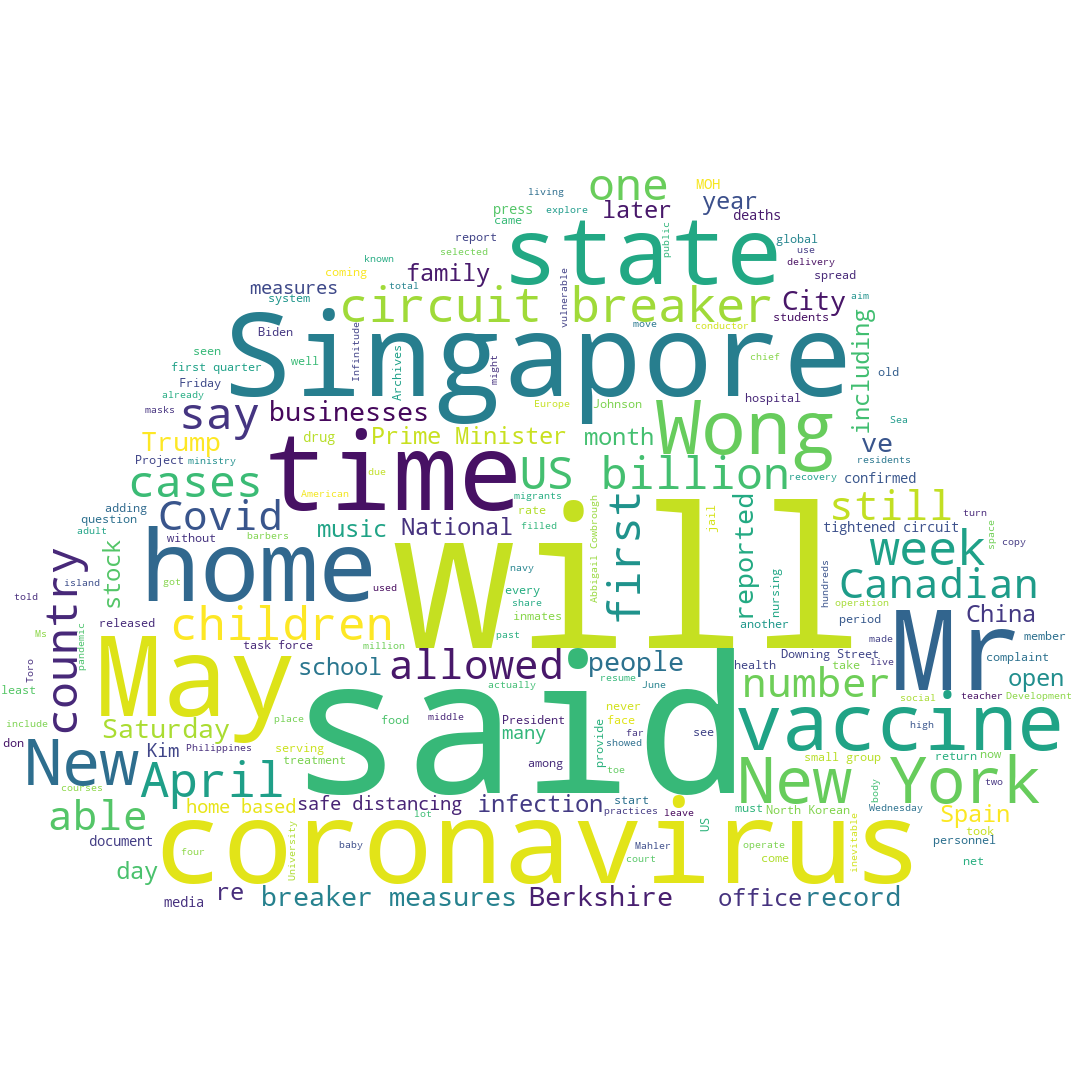 one
MOH
living
press
explore
later
year
came
deaths
state
public
report
selected
global
use
known
delivery
coming
family
spread
measures
total
vulnerable
system
circuit breaker
City
aim
Biden
Infinitude
move
conductor
students
Singapore
seen
first quarter
well
Archives
might
chief
including
old
Friday
already
Europe
Johnson
hospital
masks
say
businesses
Wong
Sea
Trump
drug
Prime Minister
month
ve
Project
ministry
time
residents
cases
due
US billion
recovery
confirmed
American
migrants
adding
Covid
rate
filled
first
reported
jail
still
question
music
National
Abbigail Cowbrough
tightened circuit
turn
adult
without
barbers
will
space
copy
country
stock
home
navy
week
island
got
used
every
nursing
hundreds
Canadian
told
share
operation
released
children
inmates
another
period
China
Ms
pandemic
task force
million
past
made
Mr
member
Toro
May
school
allowed
people
health
Downing Street
complaint
actually
resume
June
number
take
live
open
least
place
food
middle
never
social
teacher
Development
include
Saturday
said
President
face
vaccine
high
don
Kim
Philippines
serving
many
provide
far
showed
see
small group
return
now
New
treatment
among
toe
April
New York
two
courses
home based
safe distancing
infection
start
must
North Korean
body
Wednesday
Spain
able
lot
practices
leave
US
took
document
four
University
baby
coronavirus
Mahler
operate
inevitable
personnel
day
court
come
net
media
re
breaker measures
Berkshire
office
record